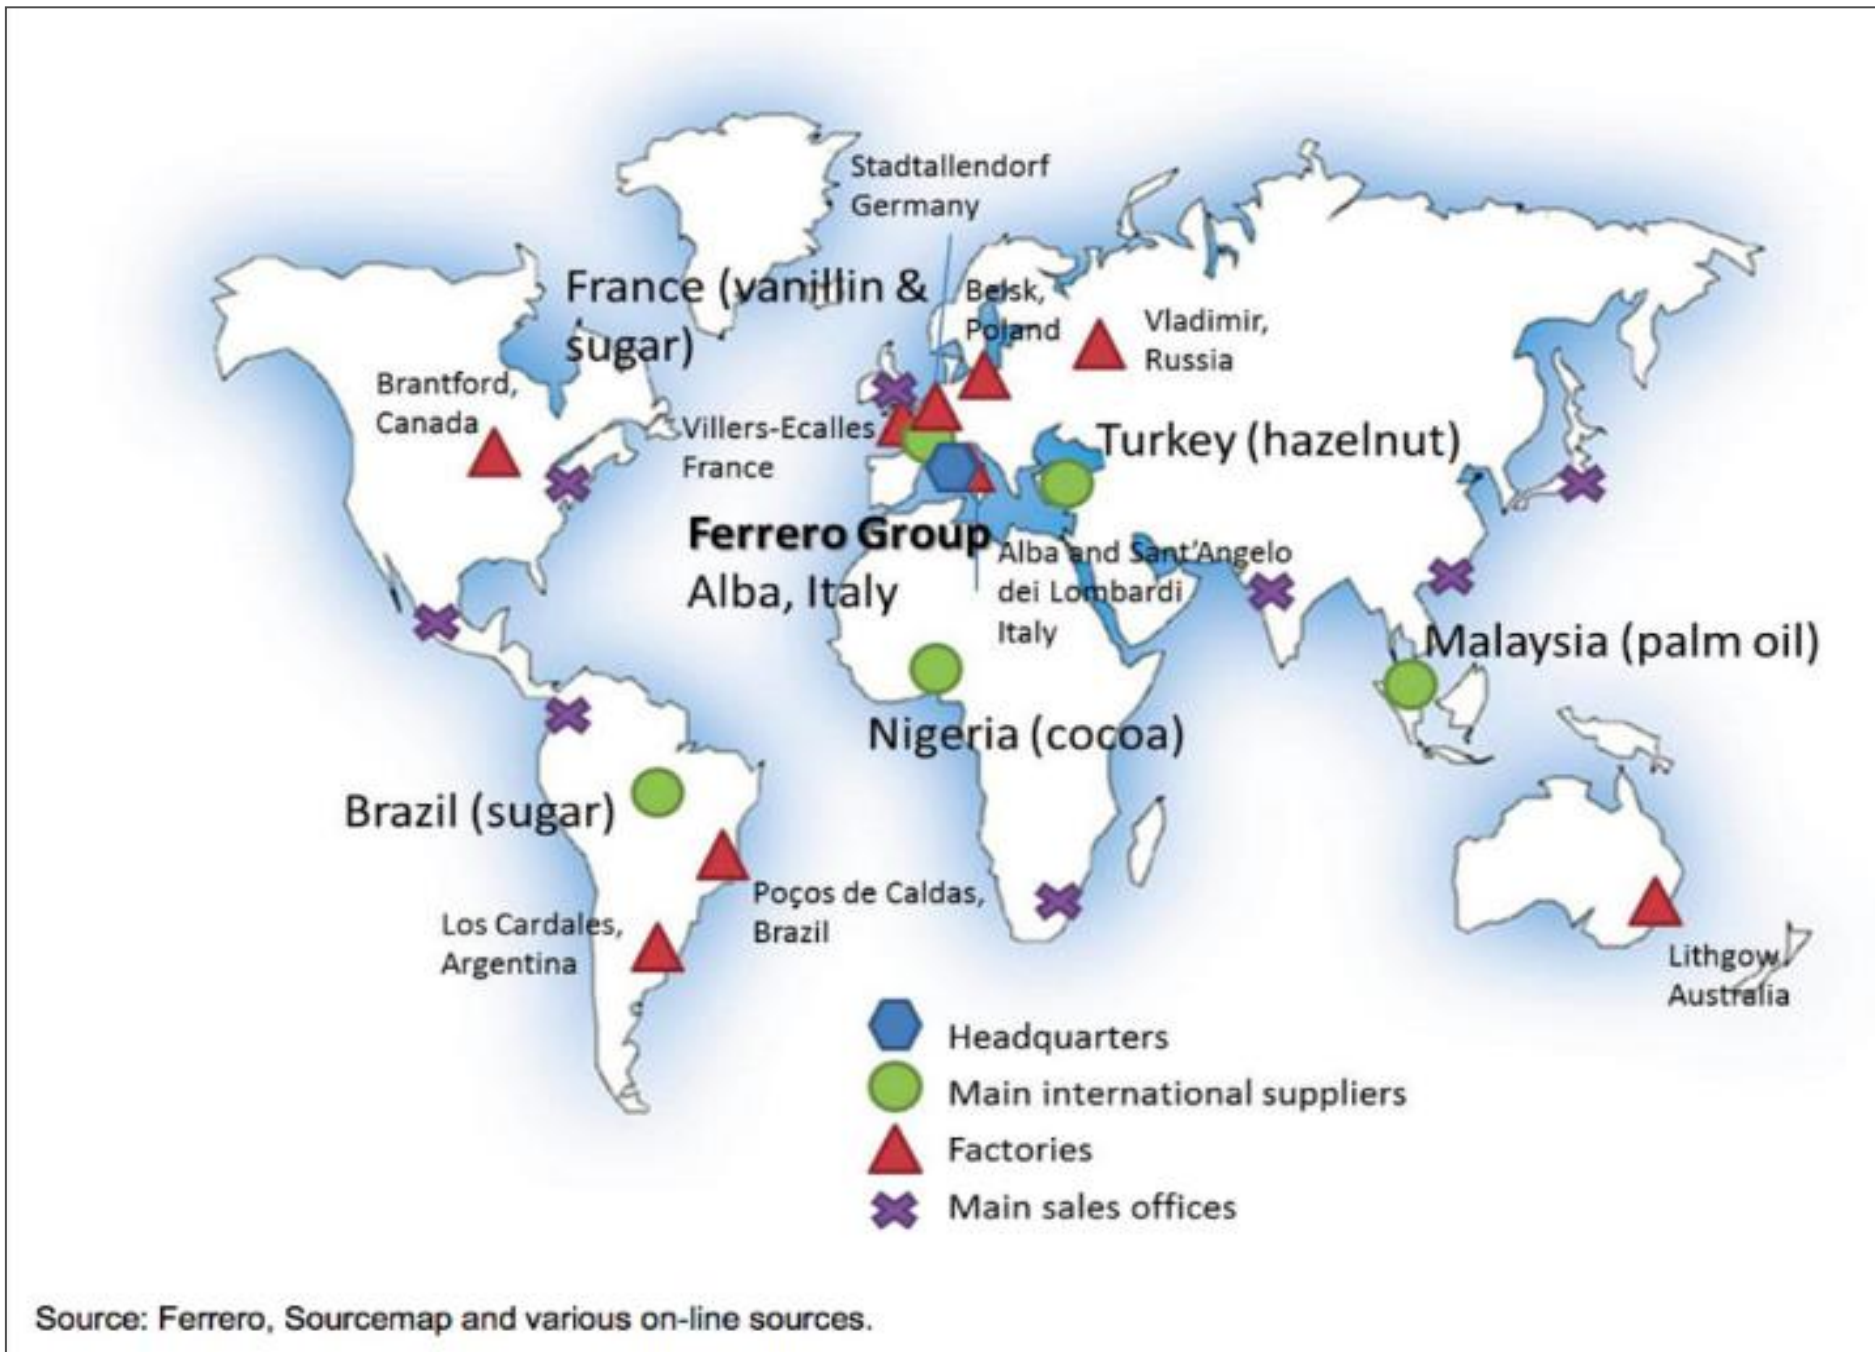 Stadtallendorf
Germany
France (vanillin &
sugar)
Belsk,
Poland
Vladimir,
Russia
Brantford,
Canada
Villers-Ecalles
France
Turkey (hazelnut)
Ferrero Group
Alba, Italy
Alba and Sant'Angelo
dei Lombardi
Italy
Malaysia (palm oil)
Nigeria (cocoa)
Brazil (sugar)
Poços de Caldas,
Brazil
Los Cardales,
Argentina
Lithgow,
Australia
Headquarters
Main international suppliers
Factories
Main sales offices
Source: Ferrero, Sourcemap and various on-line sources.